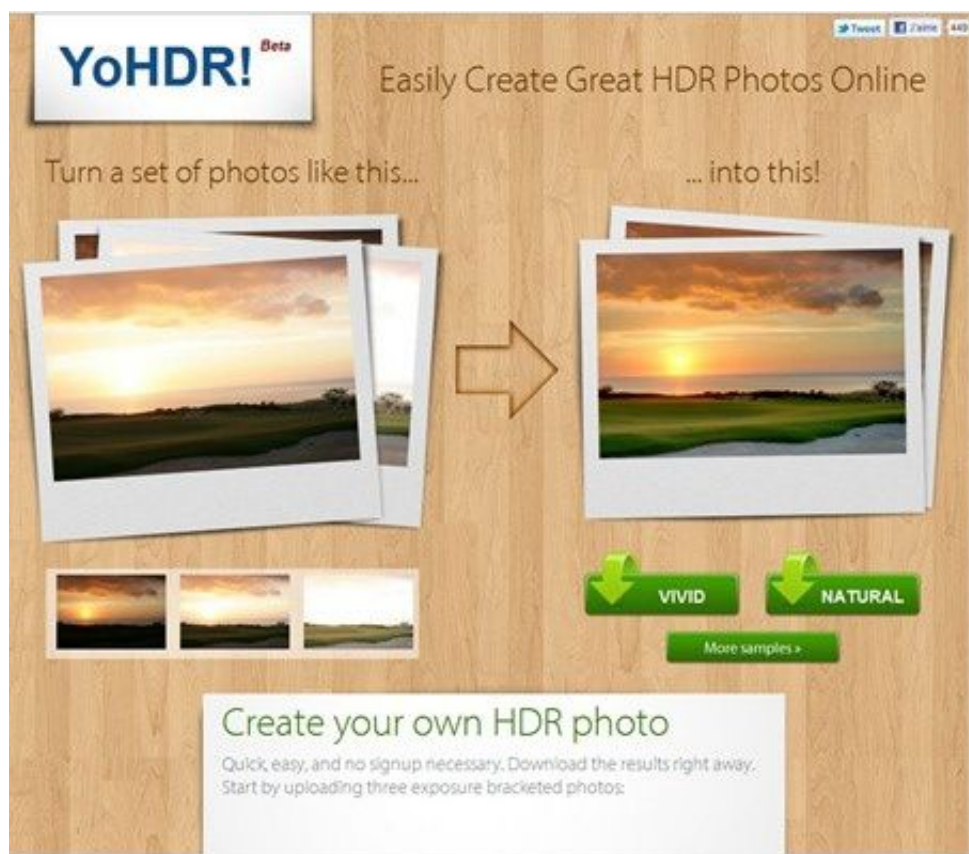 YoHDR! Beta
Tweet J'aime 449
Easily Create Great HDR Photos Online
Turn a set of photos like this...
... into this!
VIVID
NATURAL
More samples »
Create your own HDR photo
Quick, easy, and no signup necessary. Download the results right away.
Start by uploading three exposure bracketed photos: